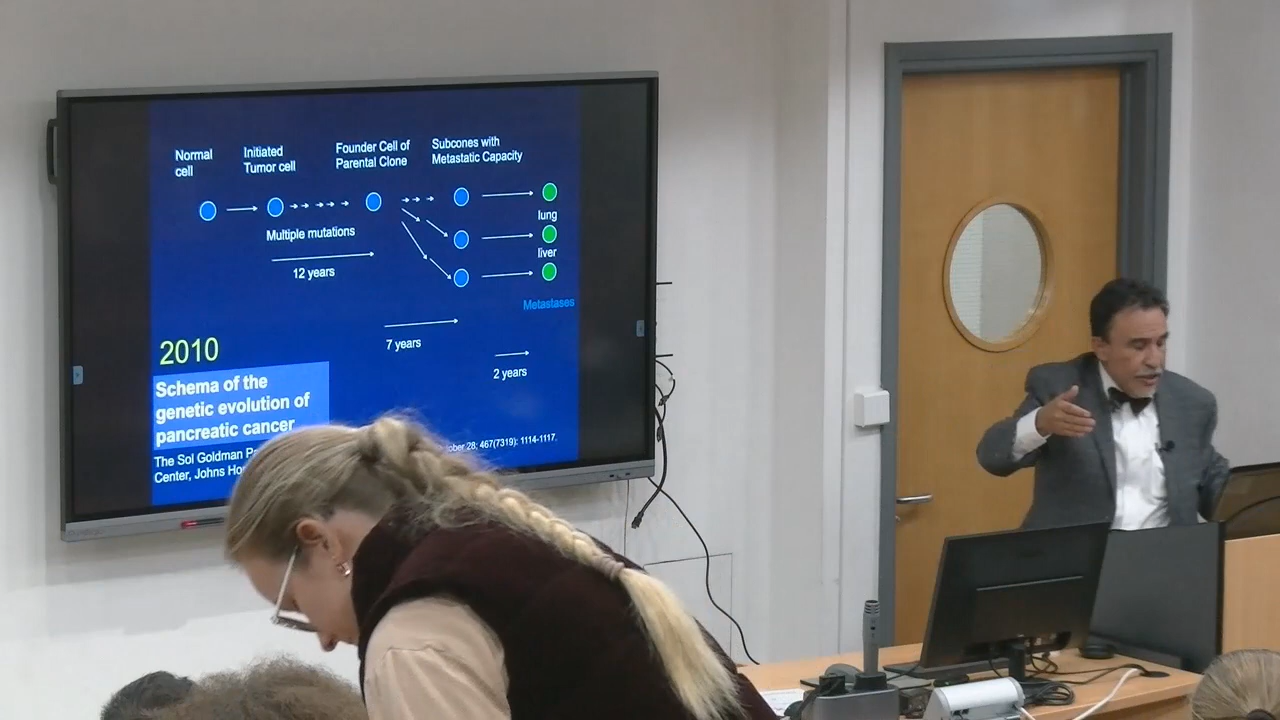 Normal
cell
Initiated
Tumor cell
Founder Cell of
Parental Clone
Subcones with
Metastatic Capacity
Multiple mutations
12 years
lung
liver
Metastases
7 years
2 years
2010
Schema of the
genetic evolution of
pancreatic cancer
The Sol Goldman
Center, Johns
28; 467(7319): 1114-1117.